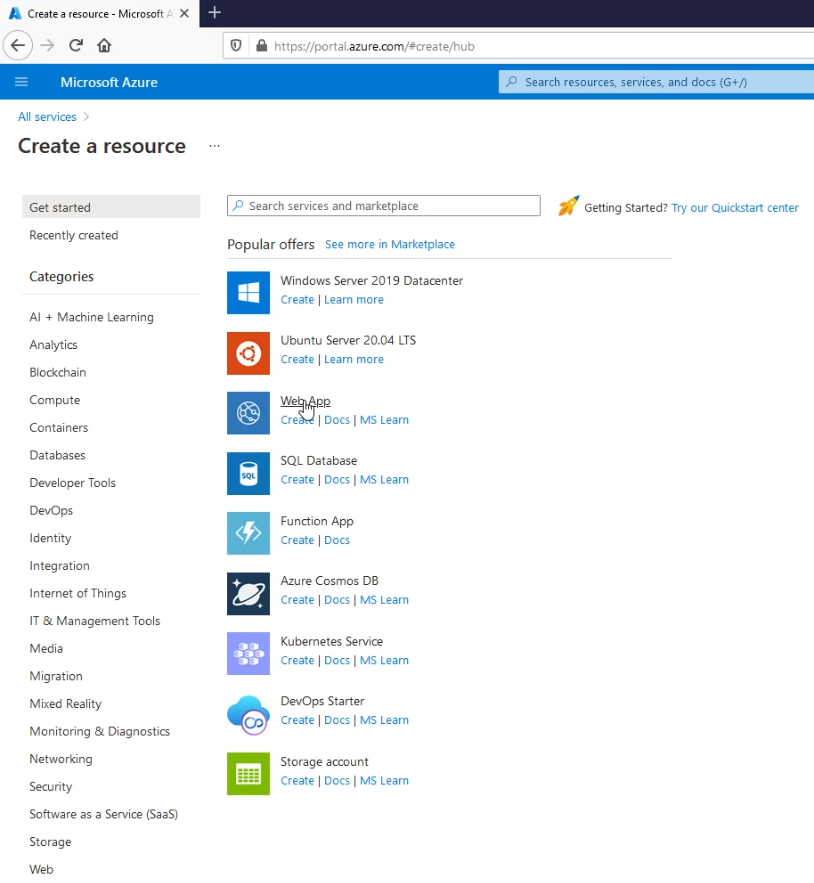 Create a resource - Microsoft A
https://portal.azure.com/#create/hub
Microsoft Azure
Search resources, services, and docs (G+/)
All services
Create a resource ...
Get started
Recently created
Categories
AI + Machine Learning
Analytics
Blockchain
Compute
Containers
Databases
Developer Tools
DevOps
Identity
Integration
Internet of Things
IT & Management Tools
Media
Migration
Mixed Reality
Monitoring & Diagnostics
Networking
Security
Software as a Service (SaaS)
Storage
Web
Search services and marketplace
Getting Started? Try our Quickstart center
Popular offers See more in Marketplace
Windows Server 2019 Datacenter
Create | Learn more
Ubuntu Server 20.04 LTS
Create | Learn more
Web App
Create | Docs | MS Learn
SQL
SQL Database
Create | Docs | MS Learn
Function App
Create | Docs
Azure Cosmos DB
Create | Docs | MS Learn
Kubernetes Service
Create | Docs | MS Learn
DevOps Starter
Create | Docs | MS Learn
Storage account
Create | Docs | MS Learn